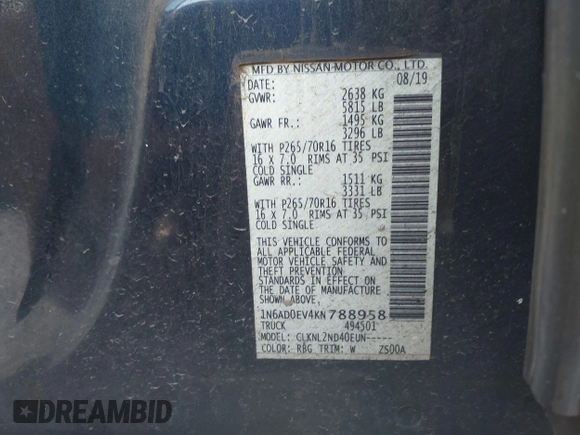 MFD BY NISSAN MOTOR CO., LTD.
DATE: 08/19
GVWR: 2638 KG
5815 LB
GAWR FR.: 1495 KG
3296 LB
WITH P265/70R16 TIRES
16 X 7.0 RIMS AT 35 PSI
COLD SINGLE
GAWR RR.: 1511 KG
3331 LB
WITH P265/70R16 TIRES
16 X 7.0 RIMS AT 35 PSI
COLD SINGLE
THIS VEHICLE CONFORMS TO
ALL APPLICABLE FEDERAL
MOTOR VEHICLE SAFETY AND
THEFT PREVENTION
STANDARDS IN EFFECT ON
THE DATE OF MANUFACTURE
SHOWN ABOVE.
1N6AD0EV4KN788958
TRUCK 494501
MODEL: GLKNL2ND40EUN-----
COLOR: RBG TRIM: W ZS00A
DREAMBID